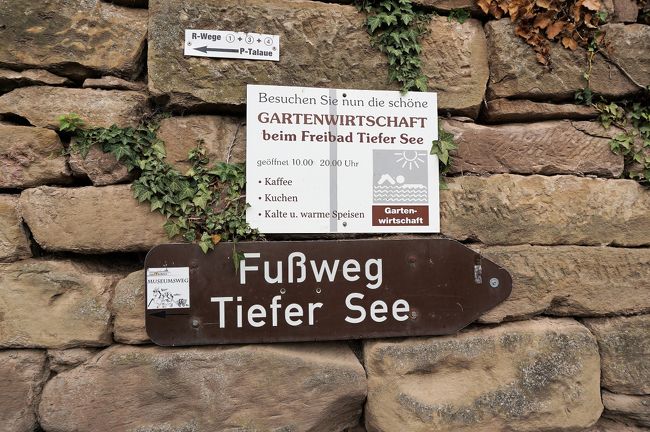 R-Wege 1 + 3 + 4
P-Talaue
Besuchen Sie nun die schöne
GARTENWIRTSCHAFT
beim Freibad Tiefer See
geöffnet 10.00 20.00 Uhr
• Kaffee
• Kuchen
• Kalte u. warme Speisen
Garten-
wirtschaft
MUSEUMSWEG
Fußweg
Tiefer See